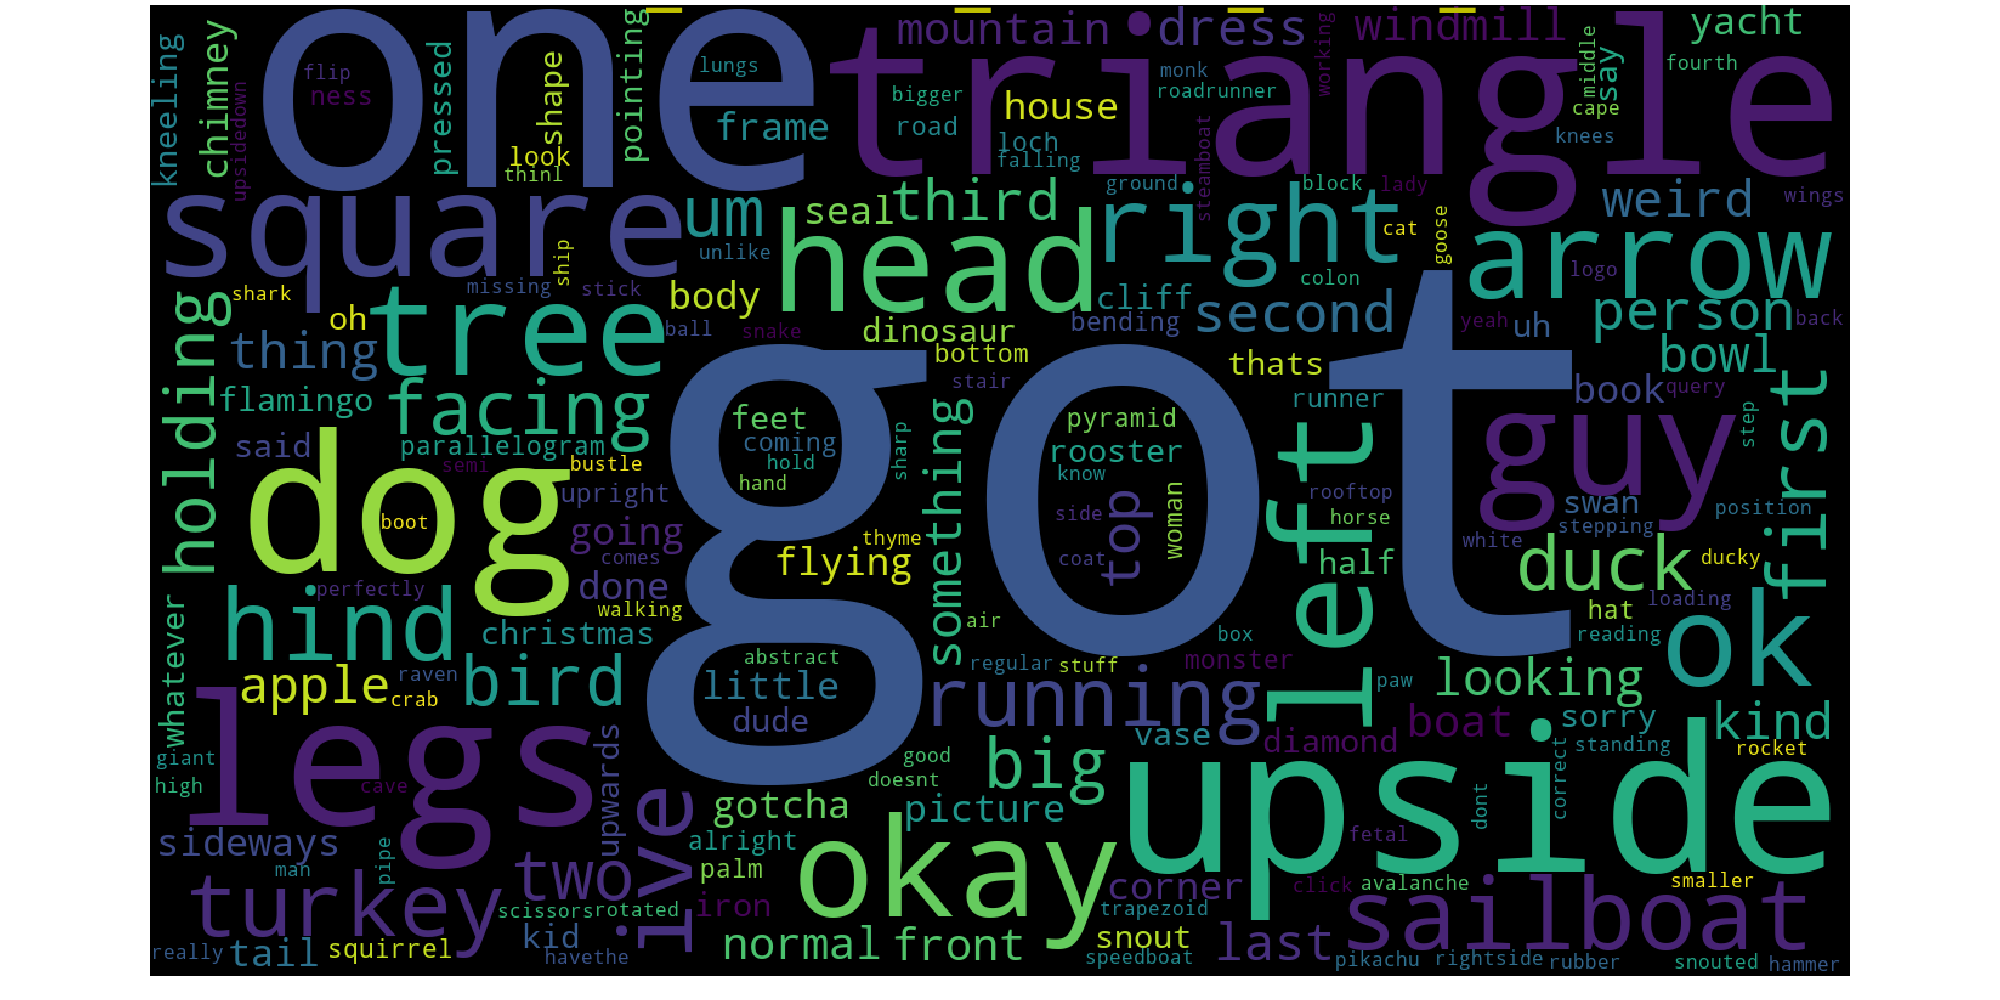 one
triangle
got
dog
upside
legs
square
head
tree
right
arrow
guy
left
okay
ok
turkey
sailboat
hind
bird
running
holding
facing
something
first
duck
big
two
ive
third
um
second
person
weird
bowl
kneeling
chimney
flip
ness
upsidedown
pressed
look
thinl
shape
pointing
lungs
frame
mountain
bigger
road
house
loch
falling
dress
monk
roadrunner
steamboat
working
windmill
middle
say
cape
knees
yacht
fourth
wings
lady
block
ground
seal
unlike
cat
goose
colon
logo
yeah
back
uh
cliff
bending
dinosaur
bottom
stair
snake
ball
body
stick
ship
missing
shark
oh
thing
flamingo
said
parallelogram
semi
bustle
upright
boot
going
comes
done
perfectly
christmas
walking
feet
coming
hold
hand
sharp
thyme
flying
air
pyramid
rooster
know
side
coat
top
woman
thats
runner
rooftop
horse
half
book
query
step
swan
stepping
position
white
ducky
hat
loading
reading
box
monster
regular
stuff
abstract
little
dude
whatever
apple
crab
raven
giant
high
cave
upwards
good
doesnt
vase
diamond
paw
looking
boat
sorry
standing
correct
kind
rocket
gotcha
picture
alright
palm
iron
sideways
man
pipe
scissors
rotated
kid
havethe
really
tail
squirrel
normal
front
corner
trapezoid
snout
speedboat
last
click
avalanche
fetal
dont
smaller
pikachu
rightside
rubber
snouted
hammer